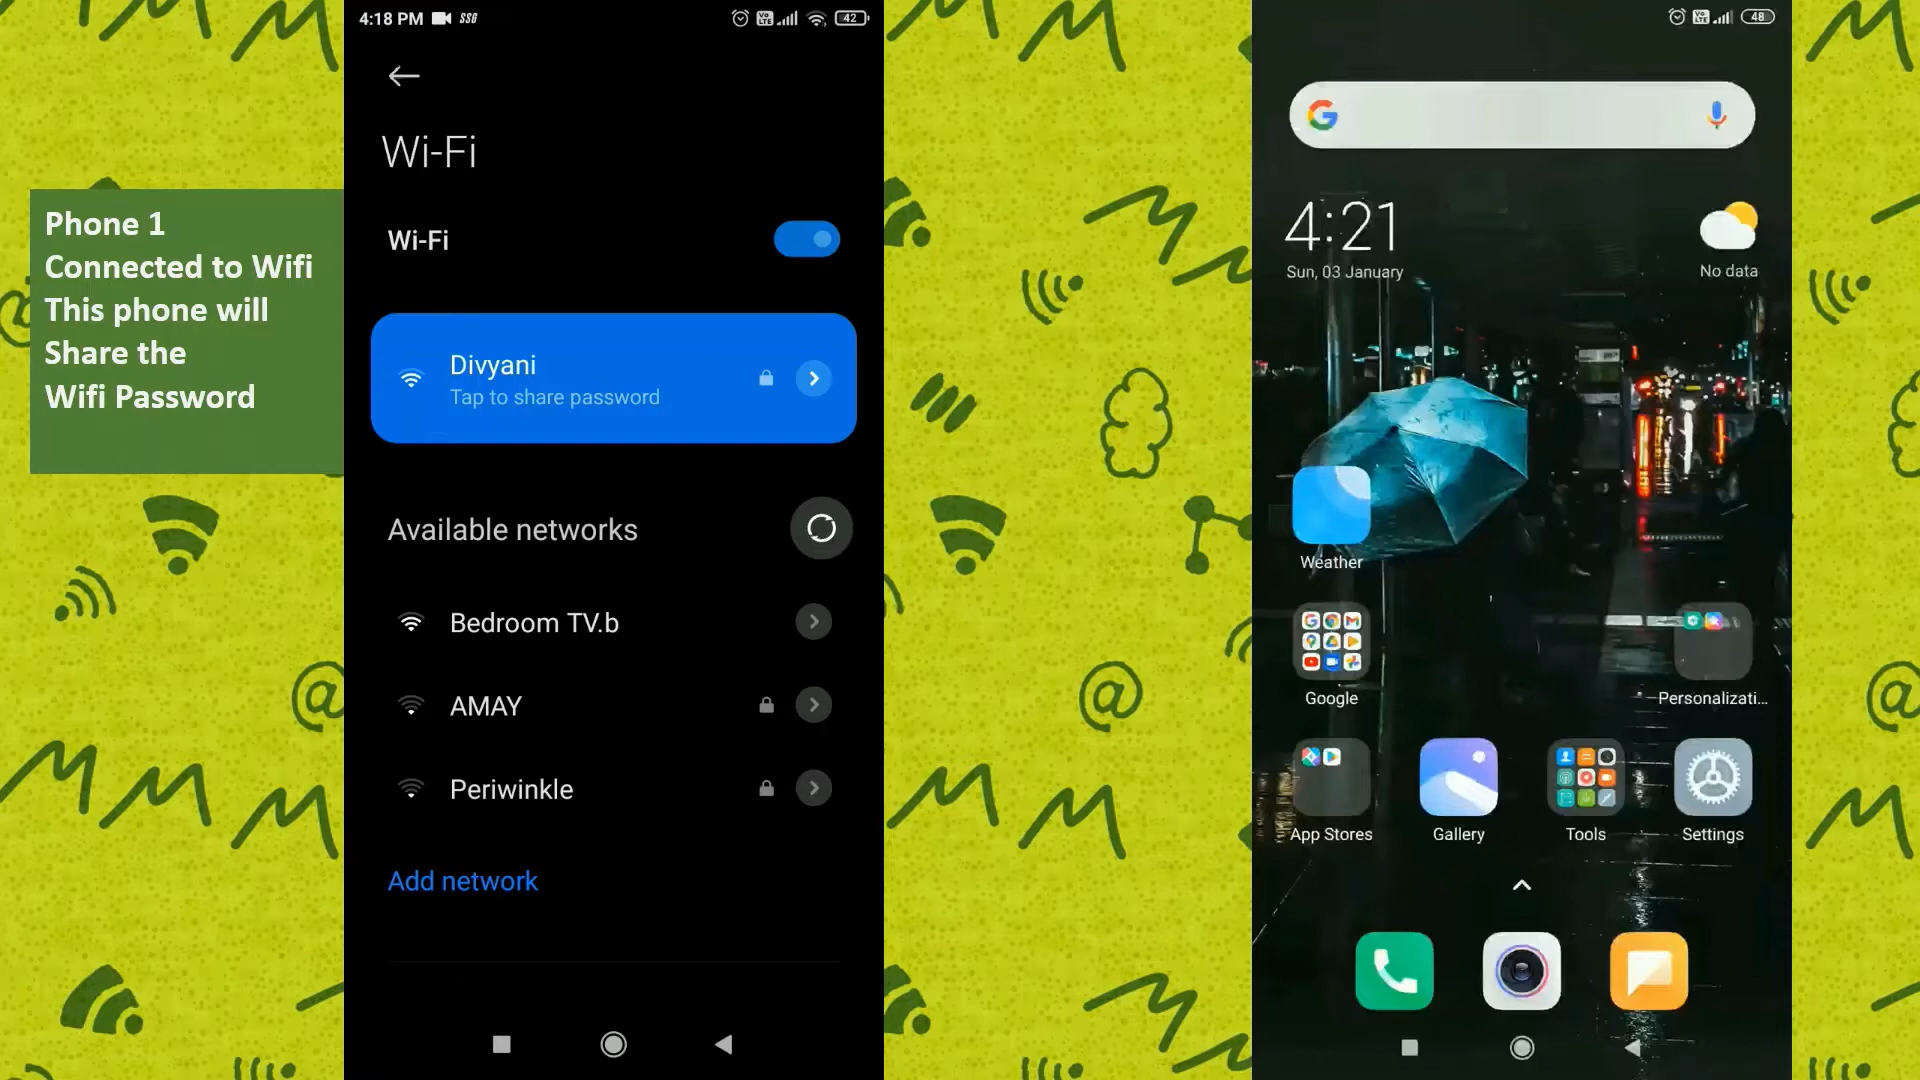 Phone 1
Connected to Wifi
This phone will
Share the
Wifi Password
4:18 PM
42
Wi-Fi
Wi-Fi
Divyani
Tap to share password
Available networks
Bedroom TV.b
AMAY
Periwinkle
Add network
48
4:21
Sun, 03 January
No data
Weather
Google
Personalizati...
App Stores
Gallery
Tools
Settings